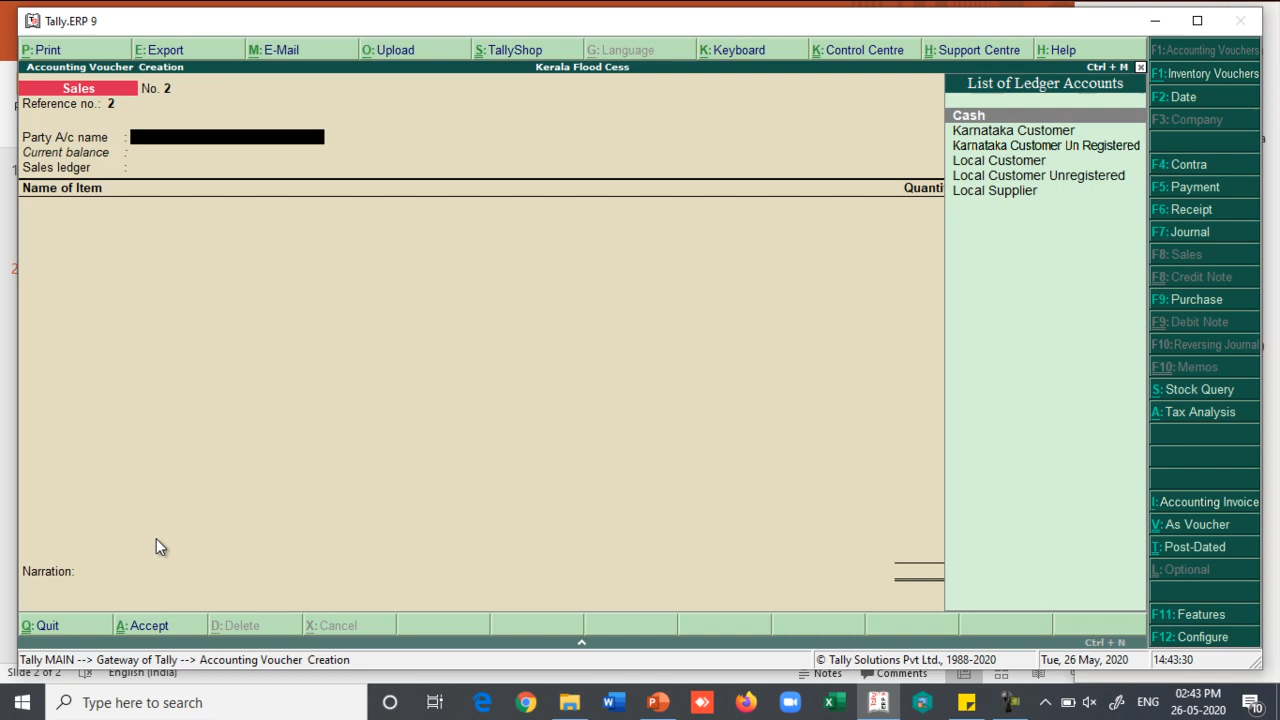 Tally.ERP 9
P: Print E: Export M: E-Mail O: Upload S: TallyShop G: Language K: Keyboard K: Control Centre H: Support Centre H: Help
Accounting Voucher Creation Kerala Flood Cess Ctrl + M
Sales No. 2
Reference no.: 2
Party A/c name :
Current balance :
Sales ledger :
Name of Item Quanti
Narration:
List of Ledger Accounts
Cash
Karnataka Customer
Karnataka Customer Un Registered
Local Customer
Local Customer Unregistered
Local Supplier
F1: Accounting Vouchers
F1: Inventory Vouchers
F2: Date
F3: Company
F4: Contra
F5: Payment
F6: Receipt
F7: Journal
F8: Sales
F8: Credit Note
F9: Purchase
F9: Debit Note
F10: Reversing Journal
F10: Memos
S: Stock Query
A: Tax Analysis
I: Accounting Invoice
V: As Voucher
T: Post-Dated
L: Optional
F11: Features
F12: Configure
Q: Quit A: Accept D: Delete X: Cancel
Ctrl + N
Tally MAIN --> Gateway of Tally --> Accounting Voucher Creation © Tally Solutions Pvt Ltd., 1988-2020 Tue, 26 May, 2020 14:43:30
Slide 2 of 2 English (India) Notes Comments
Type here to search ENG 02:43 PM
26-05-2020 10